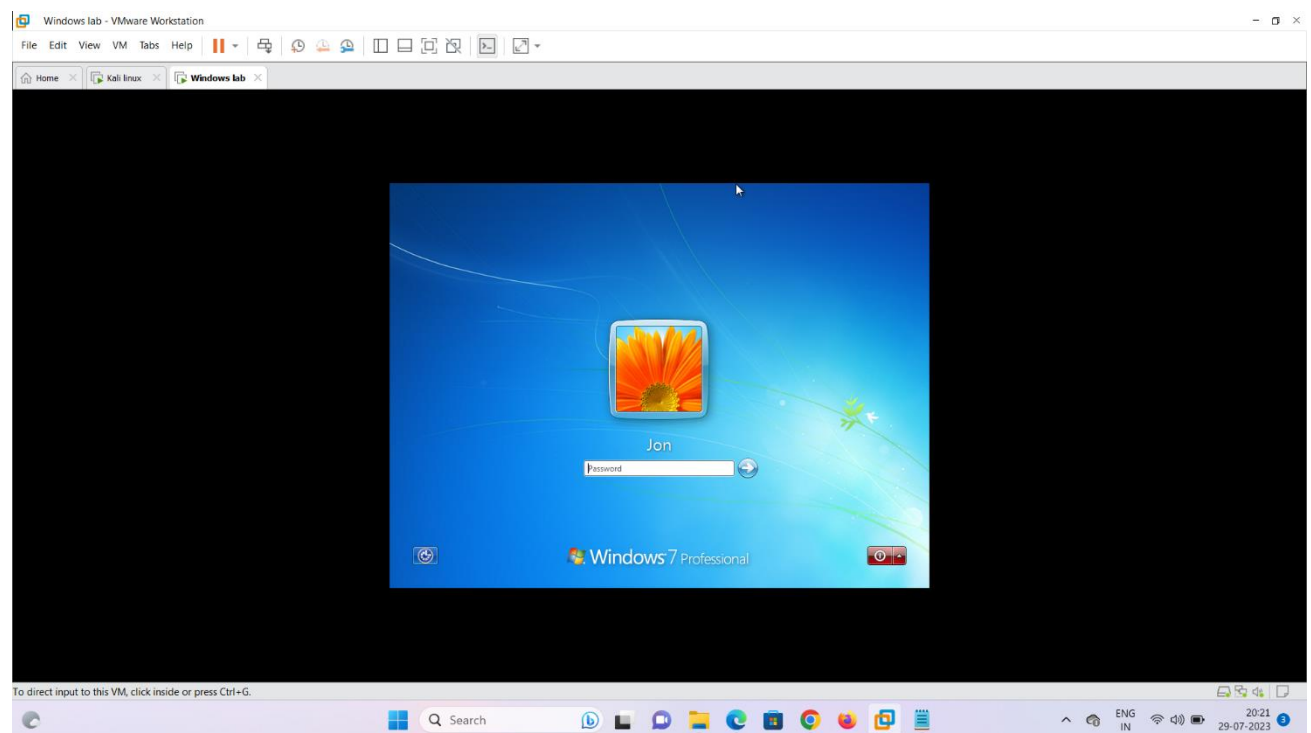 Windows lab - VMware Workstation
File Edit View VM Tabs Help
Home Kali linux Windows lab
Jon
Password
Windows 7 Professional
To direct input to this VM, click inside or press Ctrl+G.
Search
ENG
IN
20:21
29-07-2023
3